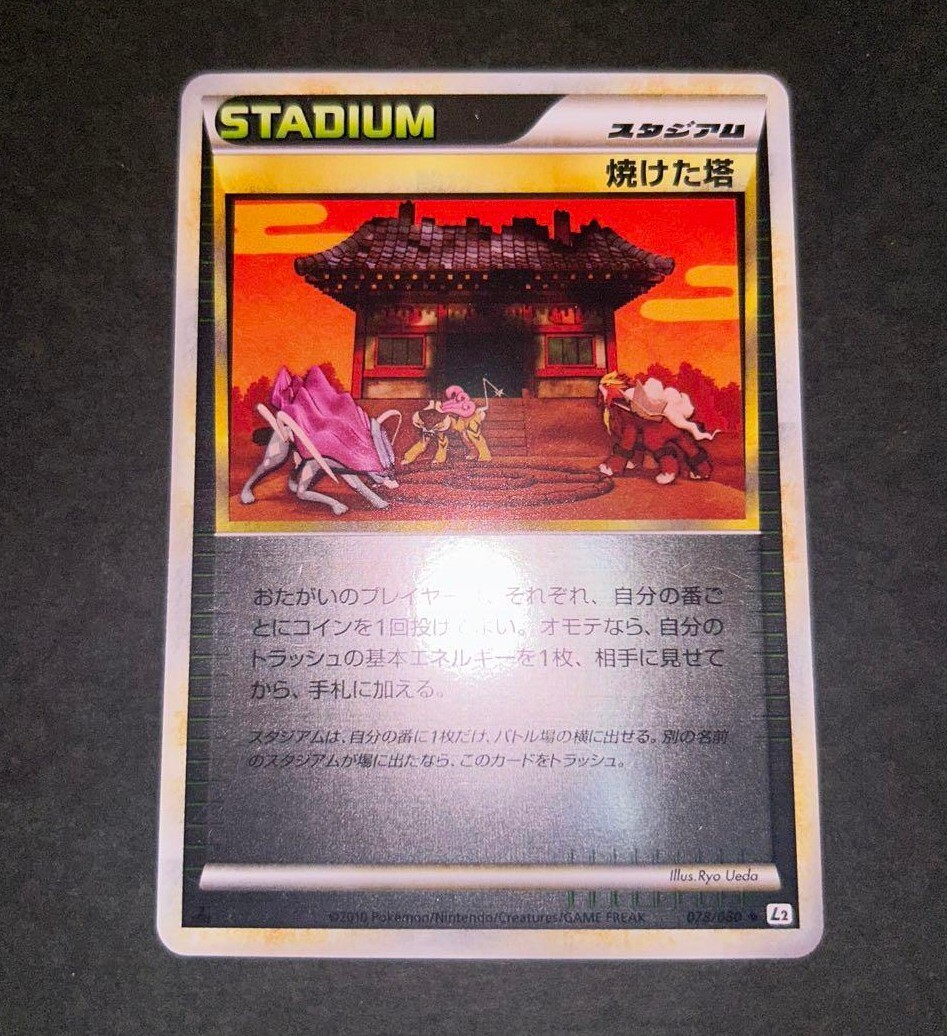 STADIUM
スタジアム
焼けた塔
おたがいのプレイヤー 、それぞれ、自分の番ご
とにコインを1回投げ よい。オモテなら、自分の
トラッシュの基本エネルギーを1枚、相手に見せて
から、手札に加える。
スタジアムは、自分の番に1枚だけ、バトル場の横に出せる。別の名前
のスタジアムが場に出たなら、このカードをトラッシュ。
Illus.Ryo Ueda
©2010 Pokémon/Nintendo/Creatures/GAME FREAK
078/080 ◆ L2